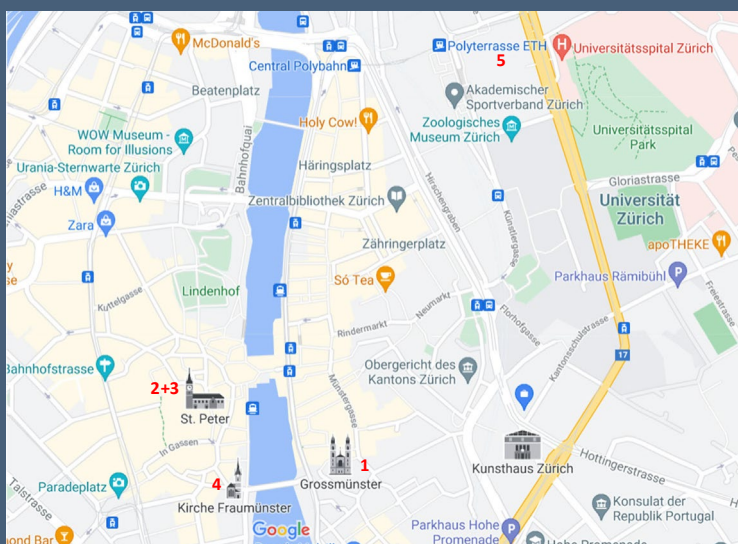 McDonald's
Polyterrasse ETH
5
Universitätsspital Zürich
Central Polybahn
Beatenplatz
Akademischer
Sportverband Zürich
Holy Cow!
Zoologisches
Museum Zürich
Universitätsspital
Park
WOW Museum -
Room for Illusions
Bahnhofquai
Urania-Sternwarte Zürich
Häringsplatz
Hirschengraben
Gloriastrasse
H&M
Zentralbibliothek Zürich
Künstlergasse
Universität
Zürich
Zara
Zähringerplatz
apoTHEKE
Só Tea
Parkhaus Rämibühl
Lindenhof
Kuttelgasse
Neumarkt
Florhofgasse
Freiestrasse
Rindermarkt
Kantonsschulstrasse
17
Bahnhofstrasse
Obergericht des
Kantons Zürich
2+3
St. Peter
Münstergasse
In Gassen
1
Kunsthaus Zürich
Hottingerstrasse
Grossmünster
4
Paradeplatz
Talstrasse
Kirche Fraumünster
Konsulat der
Republik Portugal
Google
Parkhaus Hohe
Promenade